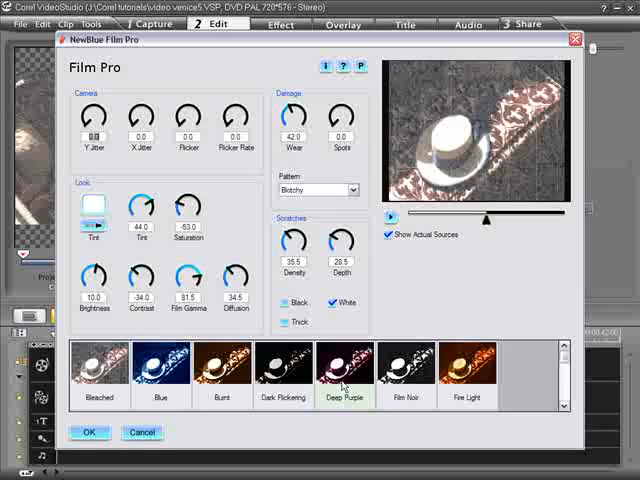 Corel VideoStudio (J:\Corel tutorials\video venice5.VSP, DVD PAL 720*576 - Stereo)
File Edit Clip Tools 1 Capture 2 Edit Effect Overlay Title Audio 3 Share
NewBlue Film Pro
Film Pro
i ? P
Camera
0.0 0.0 0.0 0.0
Y Jitter X Jitter Flicker Flicker Rate
Damage
42.0 0.0
Wear Spots
Pattern
Blotchy
Look
44.0 -53.0
Tint Tint Saturation
10.0 -34.0 81.5 34.5
Brightness Contrast Film Gamma Diffusion
Scratches
35.5 28.5
Density Depth
Black White
Thick
Show Actual Sources
Bleached Blue Burnt Dark Flickering Deep Purple Film Noir Fire Light
OK Cancel